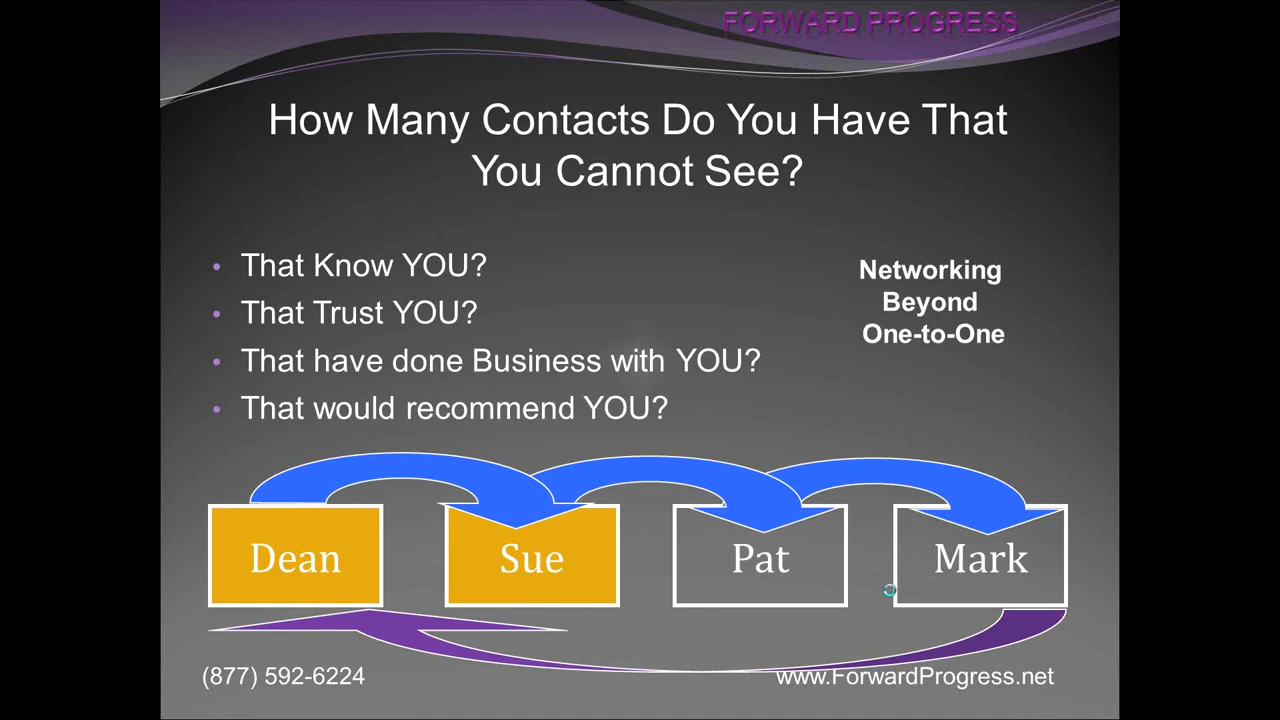 FORWARD PROGRESS
How Many Contacts Do You Have That
You Cannot See?
• That Know YOU?
• That Trust YOU?
• That have done Business with YOU?
• That would recommend YOU?
Networking
Beyond
One-to-One
Dean
Sue
Pat
Mark
(877) 592-6224
www.ForwardProgress.net